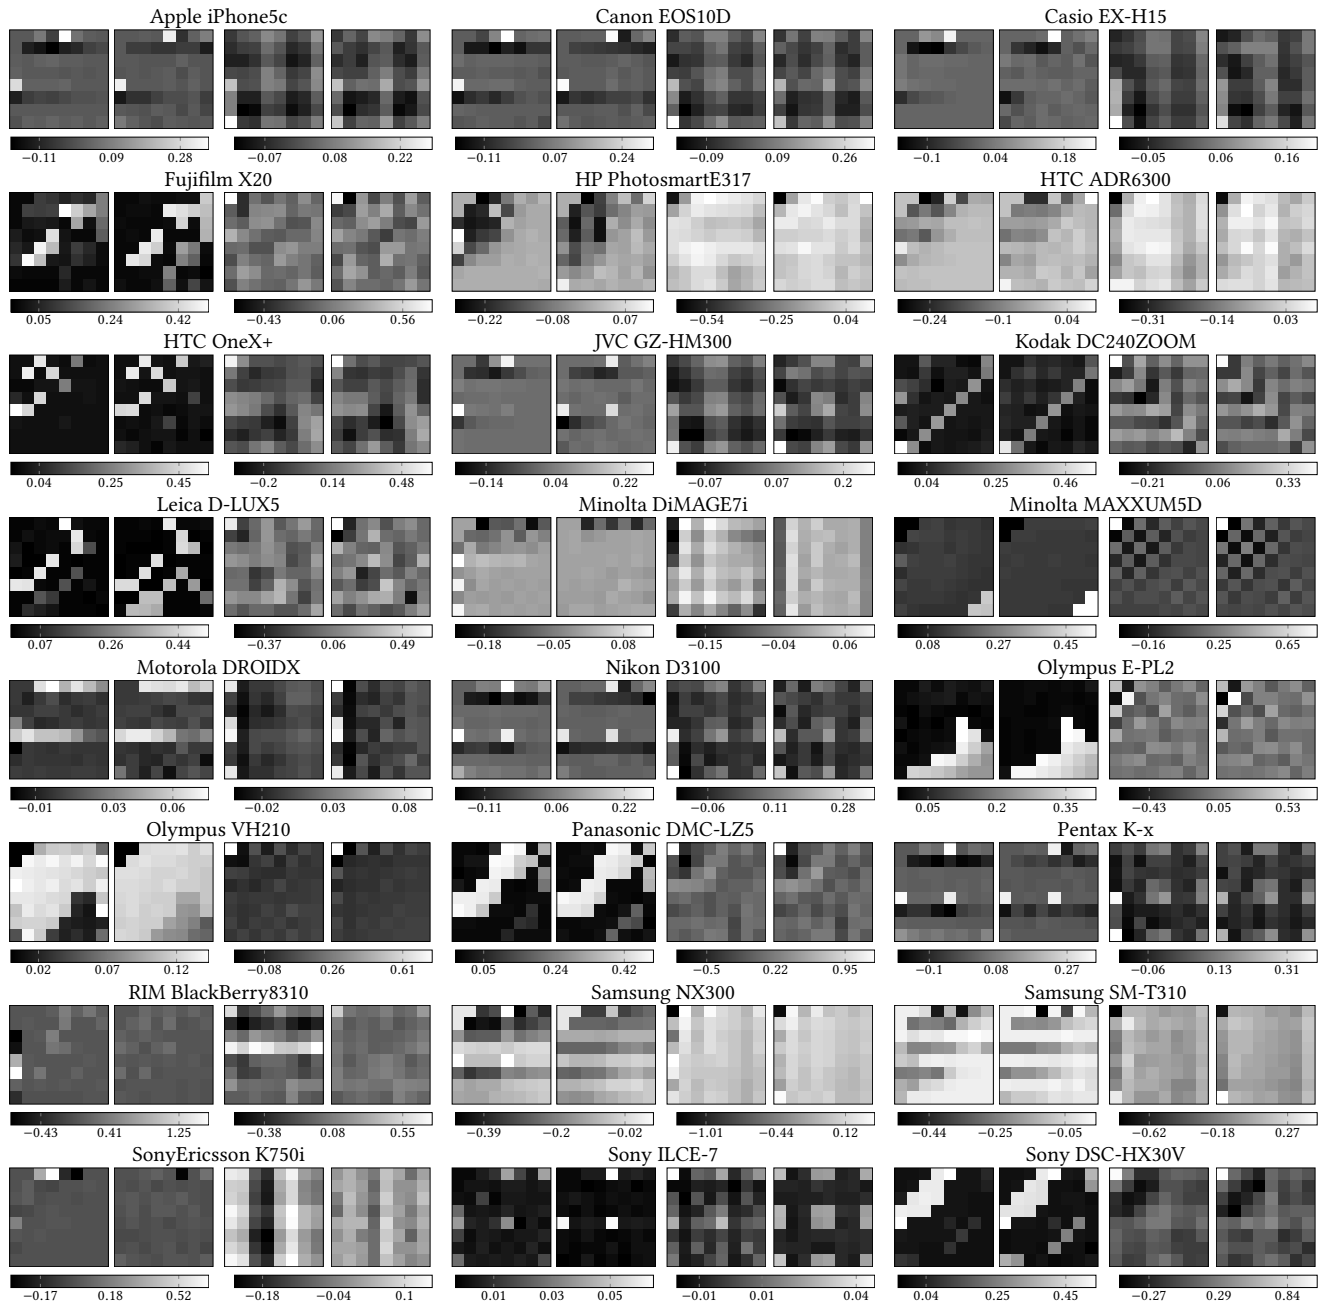 Apple iPhone5c Canon EOS10D Casio EX-H15
−0.11 0.09 0.28 −0.07 0.08 0.22 −0.11 0.07 0.24 −0.09 0.09 0.26 −0.1 0.04 0.18 −0.05 0.06 0.16
Fujifilm X20 HP PhotosmartE317 HTC ADR6300
0.05 0.24 0.42 −0.43 0.06 0.56 −0.22 −0.08 0.07 −0.54 −0.25 0.04 −0.24 −0.1 0.04 −0.31 −0.14 0.03
HTC OneX+ JVC GZ-HM300 Kodak DC240ZOOM
0.04 0.25 0.45 −0.2 0.14 0.48 −0.14 0.04 0.22 −0.07 0.07 0.2 0.04 0.25 0.46 −0.21 0.06 0.33
Leica D-LUX5 Minolta DiMAGE7i Minolta MAXXUM5D
0.07 0.26 0.44 −0.37 0.06 0.49 −0.18 −0.05 0.08 −0.15 −0.04 0.06 0.08 0.27 0.45 −0.16 0.25 0.65
Motorola DROIDX Nikon D3100 Olympus E-PL2
−0.01 0.03 0.06 −0.02 0.03 0.08 −0.11 0.06 0.22 −0.06 0.11 0.28 0.05 0.2 0.35 −0.43 0.05 0.53
Olympus VH210 Panasonic DMC-LZ5 Pentax K-x
0.02 0.07 0.12 −0.08 0.26 0.61 0.05 0.24 0.42 −0.5 0.22 0.95 −0.1 0.08 0.27 −0.06 0.13 0.31
RIM BlackBerry8310 Samsung NX300 Samsung SM-T310
−0.43 0.41 1.25 −0.38 0.08 0.55 −0.39 −0.2 −0.02 −1.01 −0.44 0.12 −0.44 −0.25 −0.05 −0.62 −0.18 0.27
SonyEricsson K750i Sony ILCE-7 Sony DSC-HX30V
−0.17 0.18 0.52 −0.18 −0.04 0.1 0.01 0.03 0.05 −0.01 0.01 0.04 0.04 0.25 0.45 −0.27 0.29 0.84